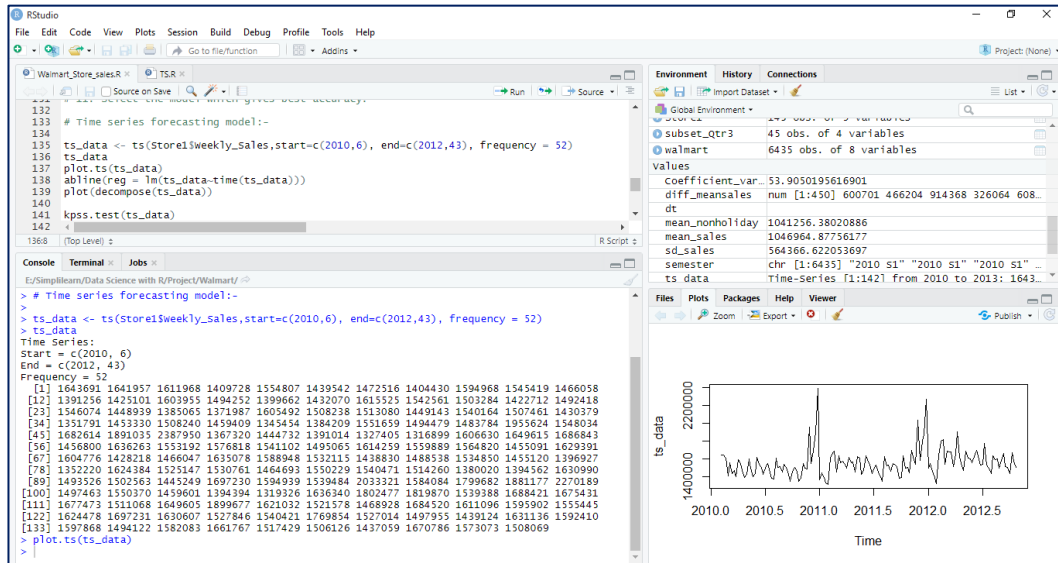 RStudio
File Edit Code View Plots Session Build Debug Profile Tools Help
Go to file/function Addins Project: (None)
Walmart_Store_sales.R TS.R
Source on Save Run Source
131 # 11. Select the model which gives best accuracy.
132
133 # Time series forecasting model:-
134
135 ts_data <- ts(Store1$Weekly_Sales,start=c(2010,6), end=c(2012,43), frequency = 52)
136 ts_data
137 plot.ts(ts_data)
138 abline(reg = lm(ts_data~time(ts_data)))
139 plot(decompose(ts_data))
140
141 kpss.test(ts_data)
142
136:8 (Top Level) R Script
Console Terminal Jobs
E:/Simplilearn/Data Science with R/Project/Walmart/
> # Time series forecasting model:-
>
> ts_data <- ts(Store1$Weekly_Sales,start=c(2010,6), end=c(2012,43), frequency = 52)
> ts_data
Time Series:
Start = c(2010, 6)
End = c(2012, 43)
Frequency = 52
[1] 1643691 1641957 1611968 1409728 1554807 1439542 1472516 1404430 1594968 1545419 1466058
[12] 1391256 1425101 1603955 1494252 1399662 1432070 1615525 1542561 1503284 1422712 1492418
[23] 1546074 1448939 1385065 1371987 1605492 1508238 1513080 1449143 1540164 1507461 1430379
[34] 1351791 1453330 1508240 1459409 1345454 1384209 1551659 1494479 1483784 1955624 1548034
[45] 1682614 1891035 2387950 1367320 1444732 1391014 1327405 1316899 1606630 1649615 1686843
[56] 1456800 1636263 1553192 1576818 1541102 1495065 1614259 1559889 1564820 1455091 1629391
[67] 1604776 1428218 1466047 1635078 1588948 1532115 1438830 1488538 1534850 1455120 1396927
[78] 1352220 1624384 1525147 1530761 1464693 1550229 1540471 1514260 1380020 1394562 1630990
[89] 1493526 1502563 1445249 1697230 1594939 1539484 2033321 1584084 1799682 1881177 2270189
[100] 1497463 1550370 1459601 1394394 1319326 1636340 1802477 1819870 1539388 1688421 1675431
[111] 1677473 1511068 1649605 1899677 1621032 1521578 1468928 1684520 1611096 1595902 1555445
[122] 1624478 1697231 1630607 1527846 1540421 1769854 1527014 1497955 1439124 1631136 1592410
[133] 1597868 1494122 1582083 1661767 1517429 1506126 1437059 1670786 1573073 1508069
> plot.ts(ts_data)
>
Environment History Connections
Import Dataset List
Global Environment
Store1 143 obs. of 9 variables
subset_Qtr3 45 obs. of 4 variables
walmart 6435 obs. of 8 variables
Values
Coefficient_var… 53.9050195616901
diff_meansales num [1:450] 600701 466204 914368 326064 608…
dt
mean_nonholiday 1041256.38020886
mean_sales 1046964.87756177
sd_sales 564366.622053697
semester chr [1:6435] "2010 S1" "2010 S1" "2010 S1" …
ts_data Time-Series [1:142] from 2010 to 2013: 1643…
Files Plots Packages Help Viewer
Zoom Export Publish
ts_data
1400000 2200000
2010.0 2010.5 2011.0 2011.5 2012.0 2012.5
Time